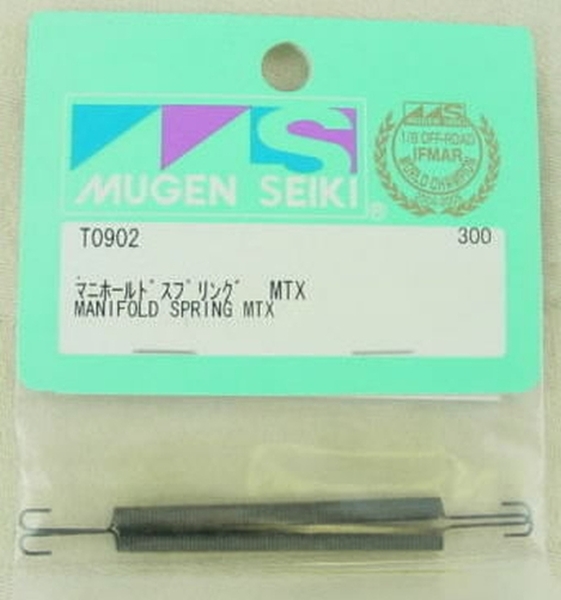 MS
1/8 OFF-ROAD
IFMAR
WORLD CHAMPION
MUGEN SEIKI®
T0902 300
マニホールドスプリング MTX
MANIFOLD SPRING MTX